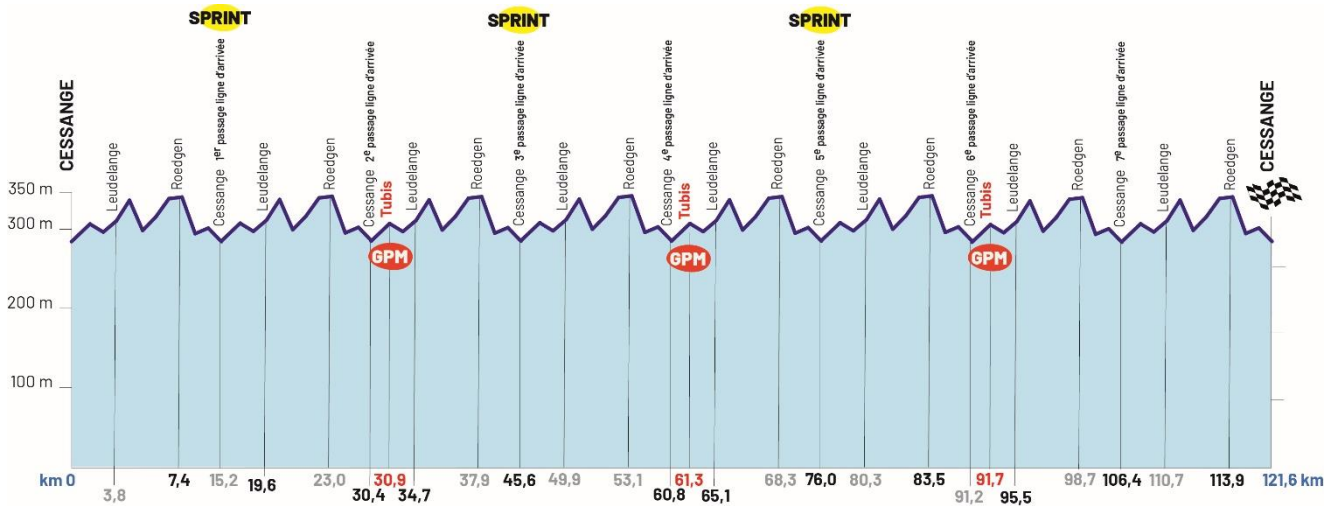 SPRINT
SPRINT
SPRINT
CESSANGE
Leudelange
Roedgen
Cessange 1er passage ligne d'arrivée
Leudelange
Roedgen
Cessange 2e passage ligne d'arrivée
Tubis
Leudelange
Roedgen
Cessange 3e passage ligne d'arrivée
Leudelange
Roedgen
Cessange 4e passage ligne d'arrivée
Tubis
Leudelange
Roedgen
Cessange 5e passage ligne d'arrivée
Leudelange
Roedgen
Cessange 6e passage ligne d'arrivée
Tubis
Leudelange
Roedgen
Cessange 7e passage ligne d'arrivée
Leudelange
Roedgen
CESSANGE
350 m
300 m
200 m
100 m
GPM
GPM
GPM
km 0
3,8
7,4
15,2
19,6
23,0
30,4
30,9
34,7
37,9
45,6
49,9
53,1
60,8
61,3
65,1
68,3
76,0
80,3
83,5
91,2
91,7
95,5
98,7
106,4
110,7
113,9
121,6 km